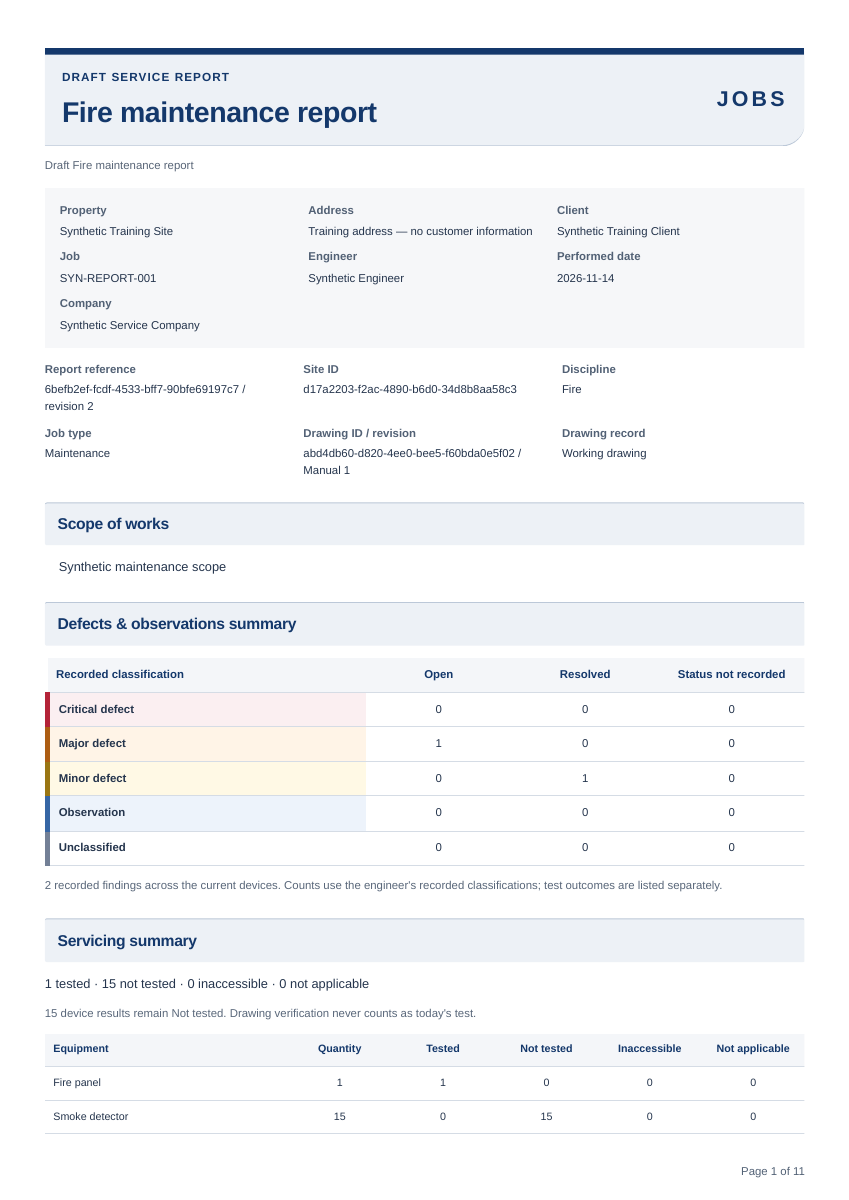 DRAFT SERVICE REPORT
Fire maintenance report
JOBS
Draft Fire maintenance report
Property Address Client
Synthetic Training Site Training address — no customer information Synthetic Training Client
Job Engineer Performed date
SYN-REPORT-001 Synthetic Engineer 2026-11-14
Company
Synthetic Service Company
Report reference Site ID Discipline
6befb2ef-fcdf-4533-bff7-90bfe69197c7 / d17a2203-f2ac-4890-b6d0-34d8b8aa58c3 Fire
revision 2
Job type Drawing ID / revision Drawing record
Maintenance abd4db60-d820-4ee0-bee5-f60bda0e5f02 / Working drawing
Manual 1
Scope of works
Synthetic maintenance scope
Defects & observations summary
Recorded classification Open Resolved Status not recorded
Critical defect 0 0 0
Major defect 1 0 0
Minor defect 0 1 0
Observation 0 0 0
Unclassified 0 0 0
2 recorded findings across the current devices. Counts use the engineer's recorded classifications; test outcomes are listed separately.
Servicing summary
1 tested · 15 not tested · 0 inaccessible · 0 not applicable
15 device results remain Not tested. Drawing verification never counts as today's test.
Equipment Quantity Tested Not tested Inaccessible Not applicable
Fire panel 1 1 0 0 0
Smoke detector 15 0 15 0 0
Page 1 of 11